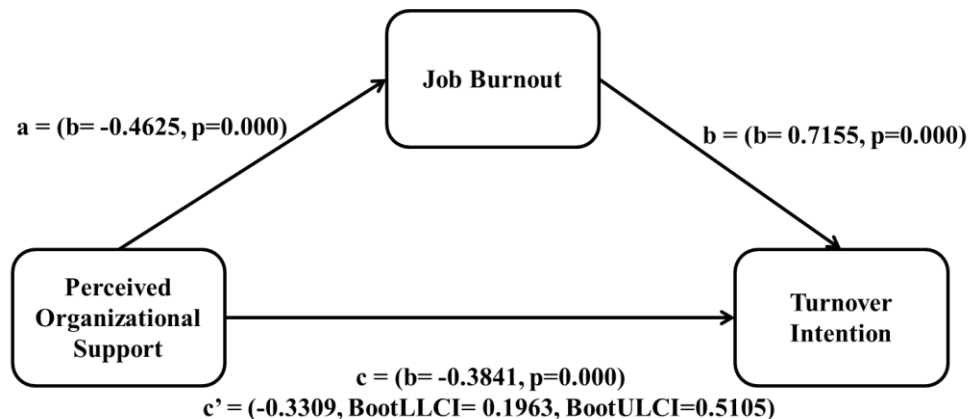 Job Burnout
a = (b= -0.4625, p=0.000)
b = (b= 0.7155, p=0.000)
Perceived
Organizational
Support
Turnover
Intention
c = (b= -0.3841, p=0.000)
c’ = (-0.3309, BootLLCI= 0.1963, BootULCI=0.5105)